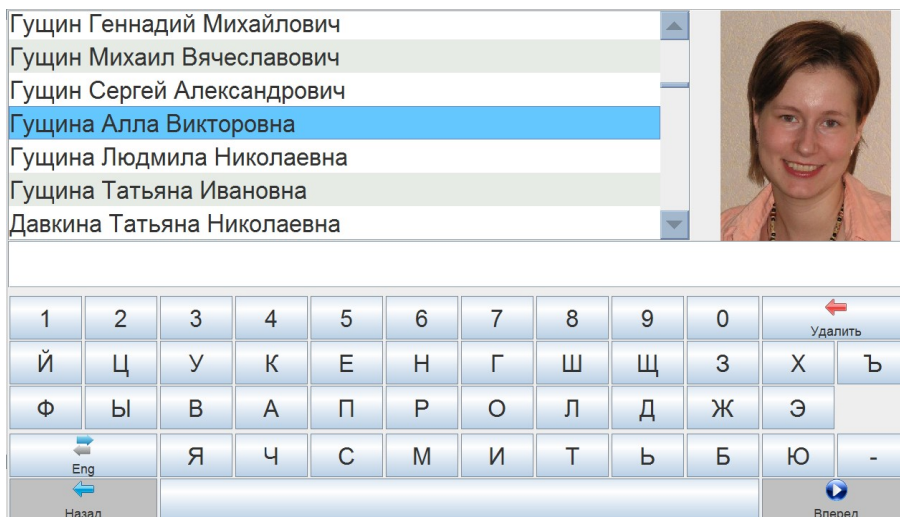 Гущин Геннадий Михайлович
Гущин Михаил Вячеславович
Гущин Сергей Александрович
Гущина Алла Викторовна
Гущина Людмила Николаевна
Гущина Татьяна Ивановна
Давкина Татьяна Николаевна
1 2 3 4 5 6 7 8 9 0 Удалить
Й Ц У К Е Н Г Ш Щ З Х Ъ
Ф Ы В А П Р О Л Д Ж Э
Eng Я Ч С М И Т Ь Б Ю -
Назад Вперед